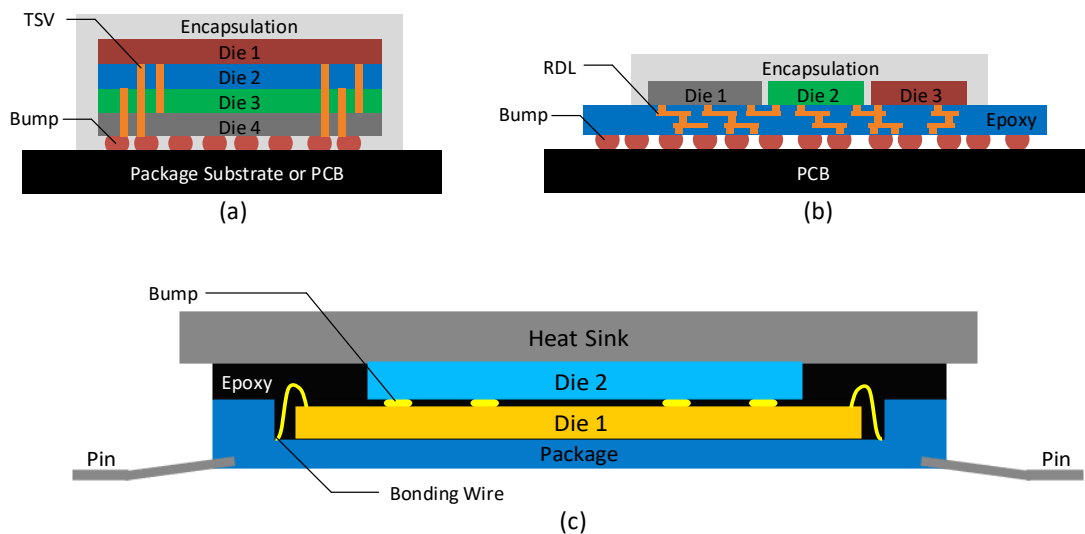 TSV
Encapsulation
Die 1
Die 2
Die 3
Die 4
Bump
Package Substrate or PCB
(a)
RDL
Encapsulation
Die 1
Die 2
Die 3
Bump
Epoxy
PCB
(b)
Bump
Heat Sink
Epoxy
Die 2
Die 1
Package
Pin
Pin
Bonding Wire
(c)